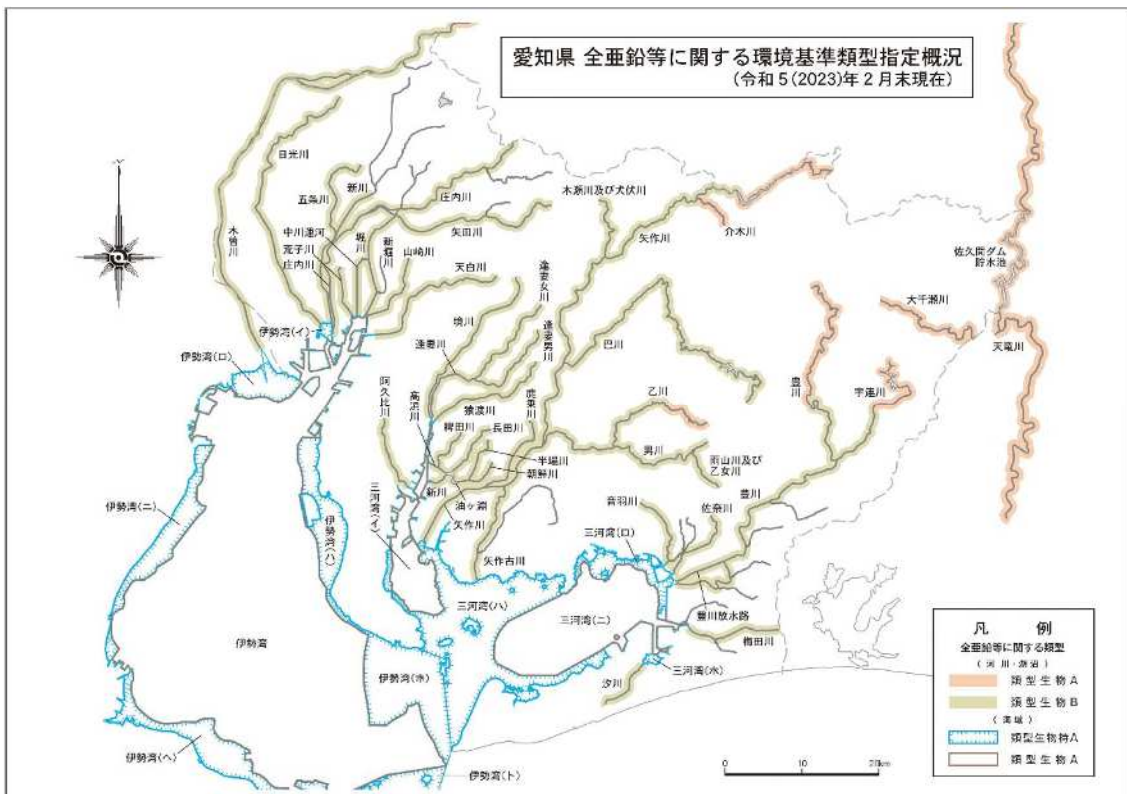 愛知県 全亜鉛等に関する環境基準類型指定概況
(令和5(2023)年2月末現在)
日光川
五条川
新川
庄内川
木瀬川及び犬伏川
木曽川
中川運河
荒子川
庄内川
堀川
新堀川
山崎川
矢田川
天白川
矢作川
介木川
佐久間ダム
貯水池
大千瀬川
天竜川
伊勢湾(イ)
伊勢湾(ロ)
境川
逢妻女川
逢妻男川
逢妻川
巴川
豊川
宇連川
阿久比川
高浜川
猿渡川
鹿乗川
稗田川
長田川
乙川
半場川
朝鮮川
男川
雨山川及び
乙女川
新川
油ヶ淵
矢作川
音羽川
佐奈川
豊川
伊勢湾(ニ)
伊勢湾(ハ)
三河湾(イ)
矢作古川
三河湾(ロ)
三河湾(ハ)
三河湾(ニ)
豊川放水路
梅田川
伊勢湾
伊勢湾(ホ)
汐川
三河湾(ホ)
伊勢湾(ヘ)
伊勢湾(ト)
凡 例
全亜鉛等に関する類型
(河川・湖沼)
類型生物A
類型生物B
(海域)
類型生物特A
類型生物A
0 10 20km